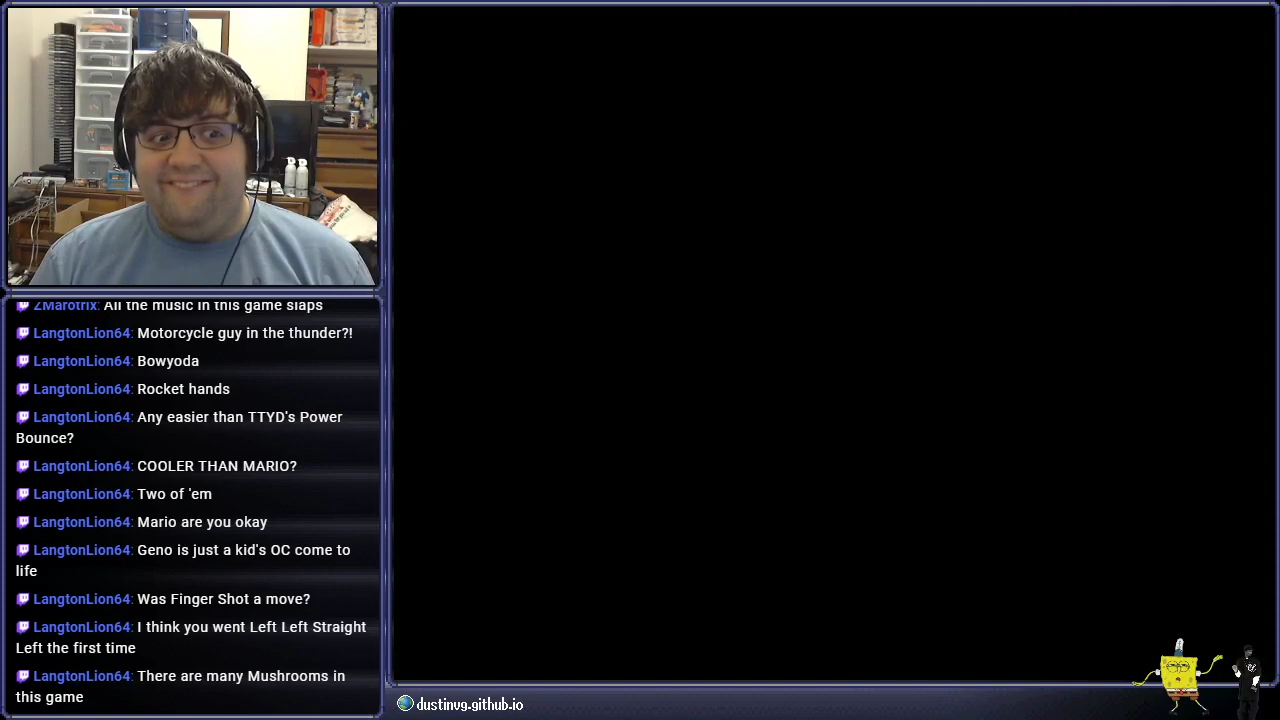 ZMarotrix: All the music in this game slaps
LangtonLion64: Motorcycle guy in the thunder?!
LangtonLion64: Bowyoda
LangtonLion64: Rocket hands
LangtonLion64: Any easier than TTYD's Power
Bounce?
LangtonLion64: COOLER THAN MARIO?
LangtonLion64: Two of 'em
LangtonLion64: Mario are you okay
LangtonLion64: Geno is just a kid's OC come to
life
LangtonLion64: Was Finger Shot a move?
LangtonLion64: I think you went Left Left Straight
Left the first time
LangtonLion64: There are many Mushrooms in
this game
dustinvg.github.io